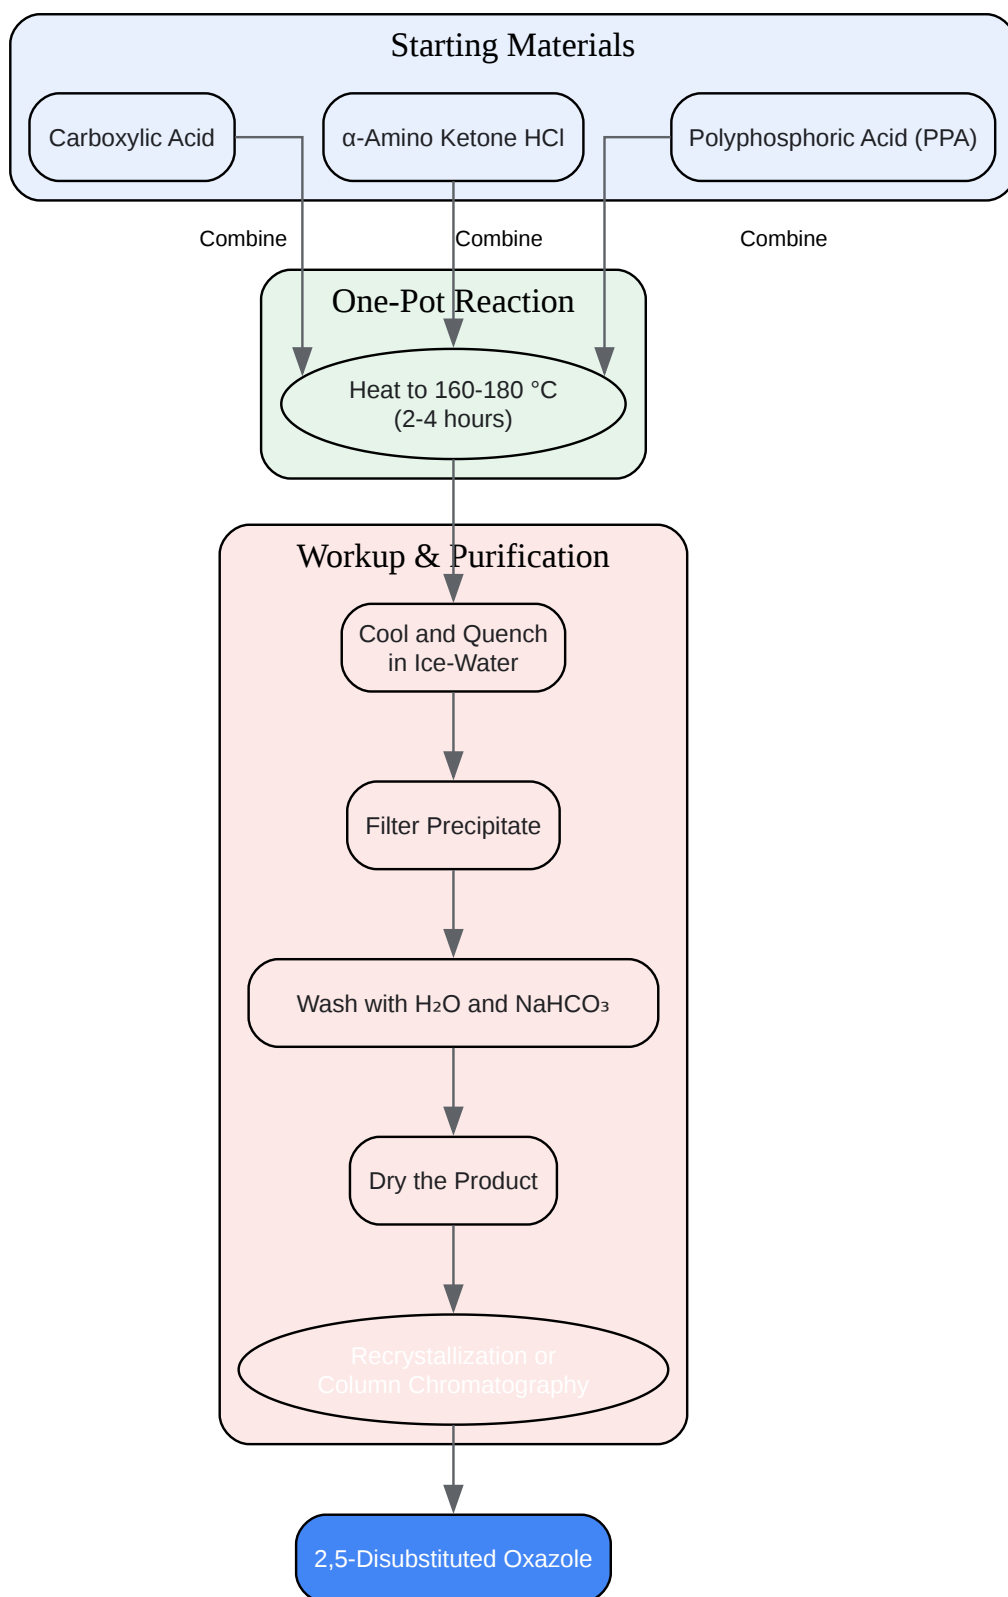 Starting Materials
Carboxylic Acid
α-Amino Ketone HCl
Polyphosphoric Acid (PPA)
Combine
Combine
Combine
One-Pot Reaction
Heat to 160-180 °C
(2-4 hours)
Workup & Purification
Cool and Quench
in Ice-Water
Filter Precipitate
Wash with H₂O and NaHCO₃
Dry the Product
Recrystallization or
Column Chromatography
2,5-Disubstituted Oxazole